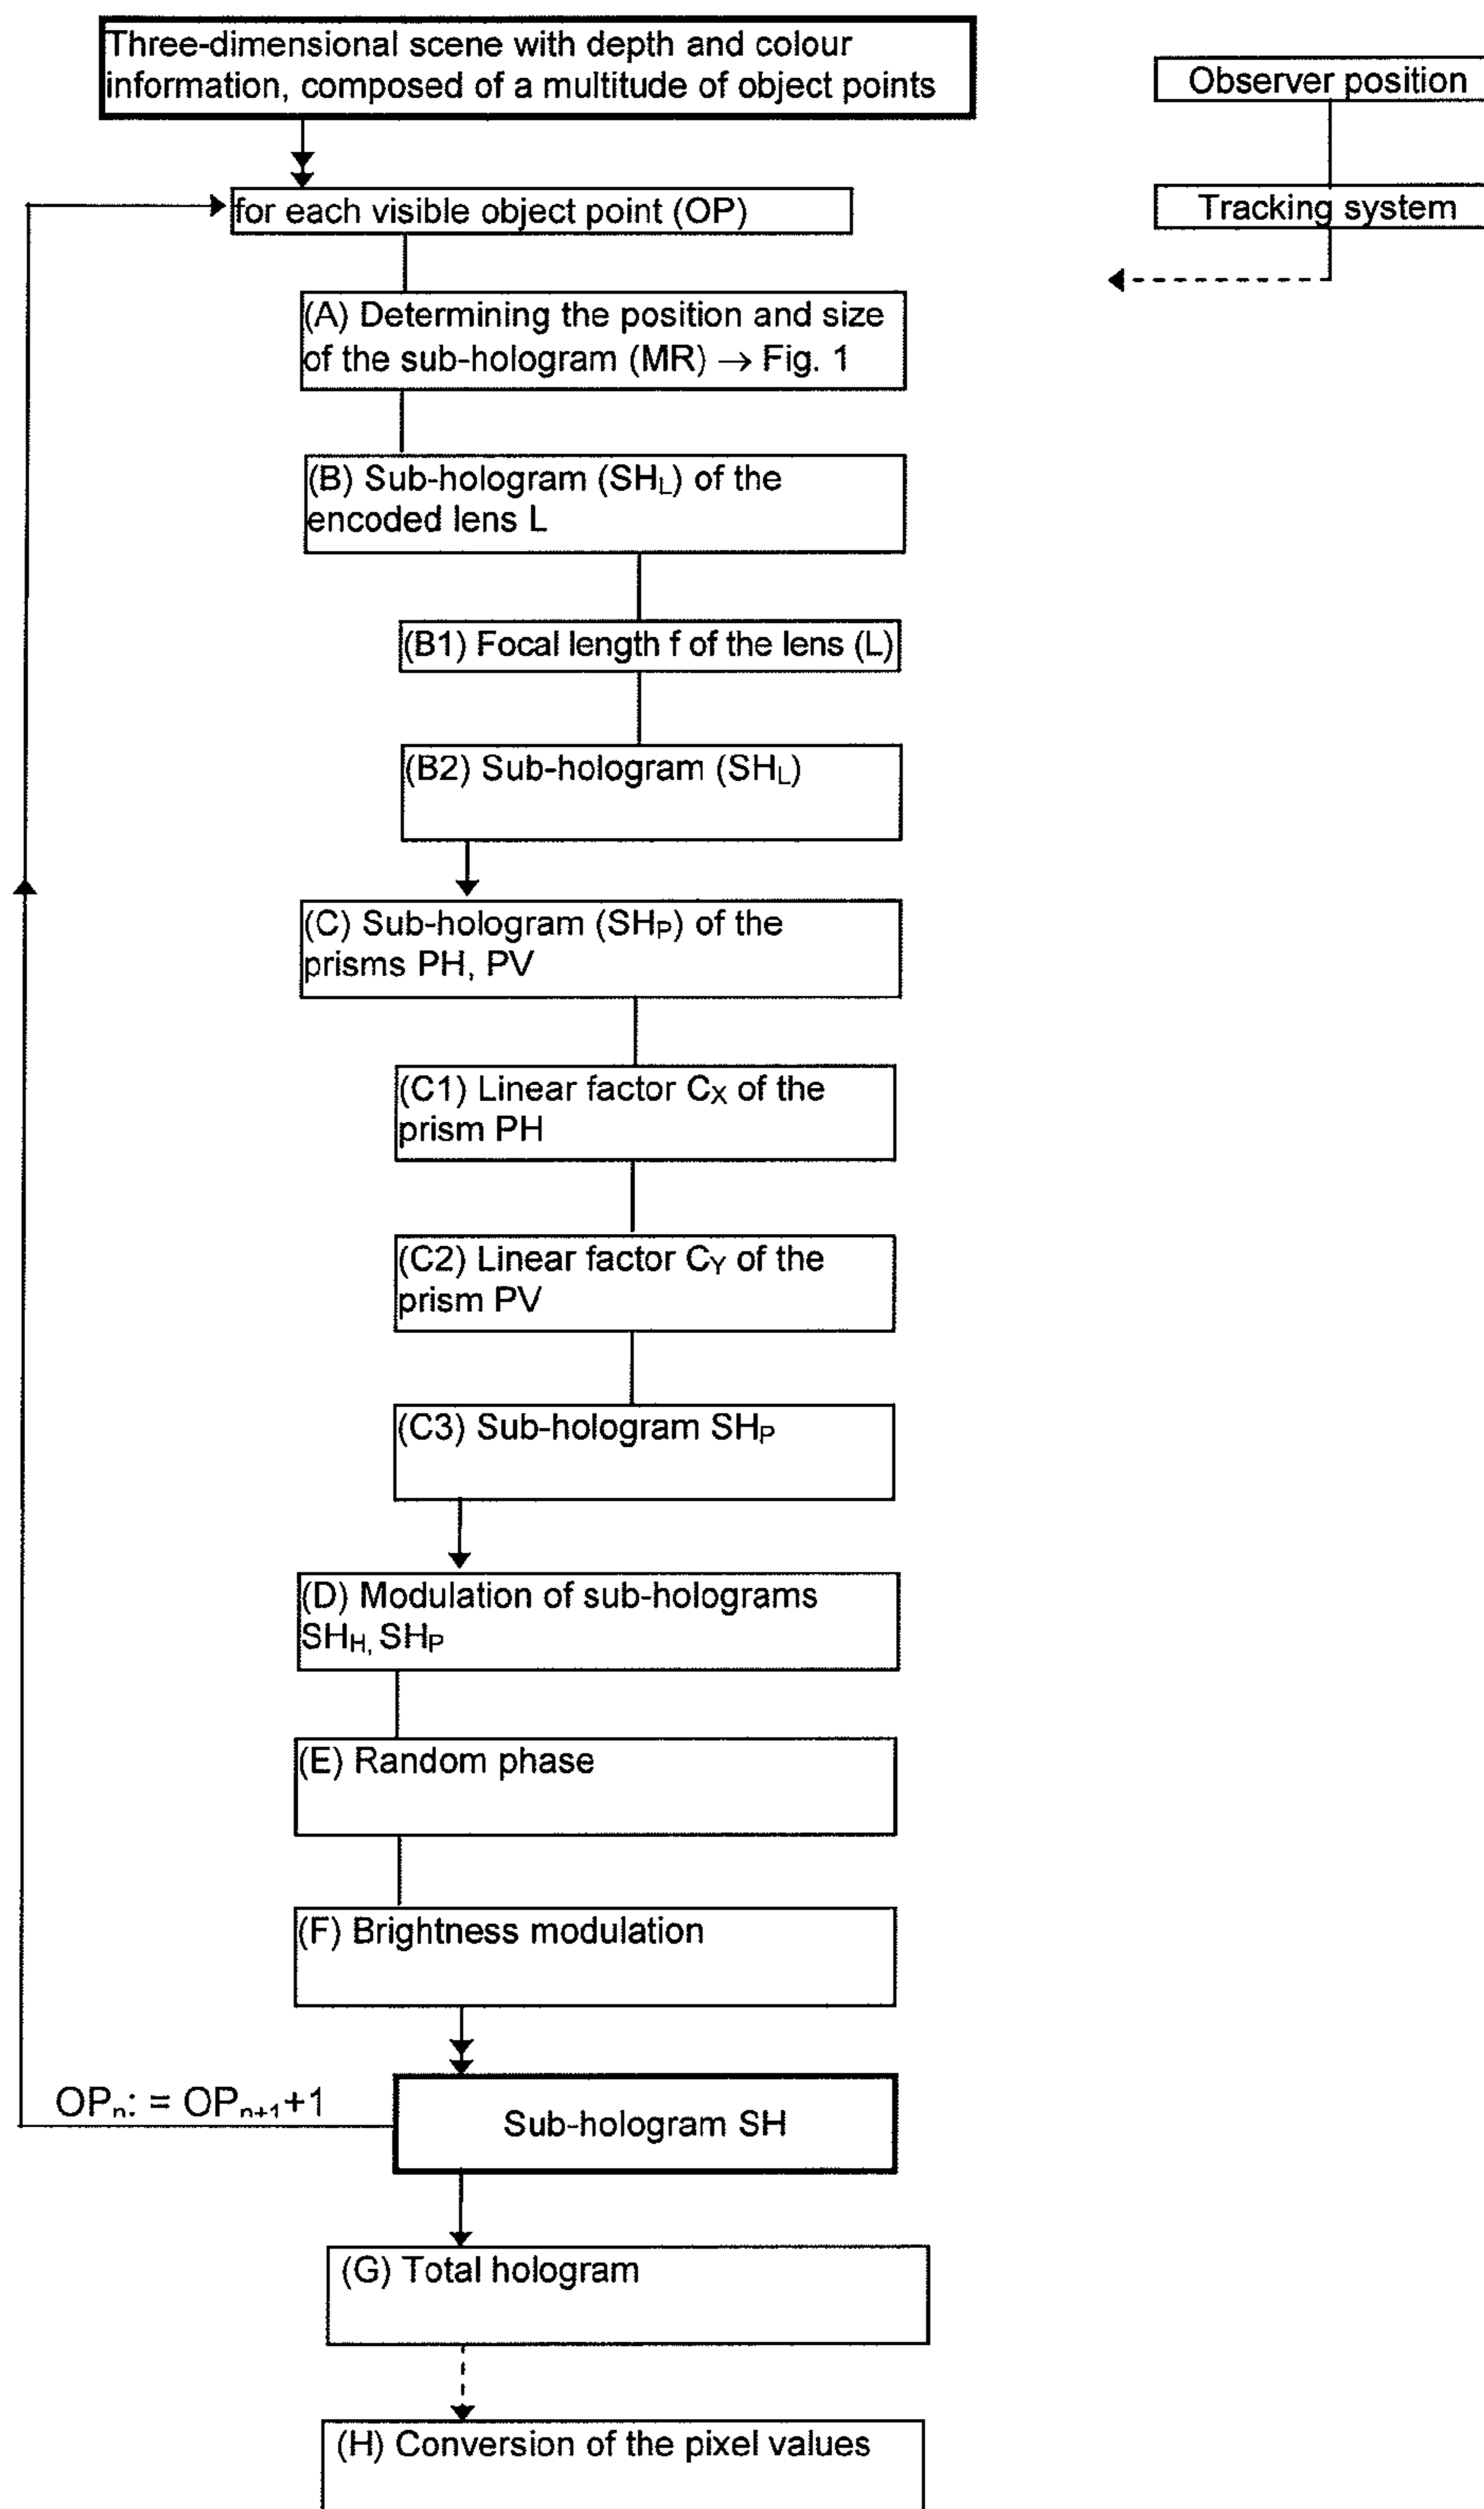 Three-dimensional scene with depth and colour
information, composed of a multitude of object points
Observer position
for each visible object point (OP)
Tracking system
(A) Determining the position and size
of the sub-hologram (MR) → Fig. 1
(B) Sub-hologram (SHL) of the
encoded lens L
(B1) Focal length f of the lens (L)
(B2) Sub-hologram (SHL)
(C) Sub-hologram (SHP) of the
prisms PH, PV
(C1) Linear factor CX of the
prism PH
(C2) Linear factor CY of the
prism PV
(C3) Sub-hologram SHP
(D) Modulation of sub-holograms
SHH, SHP
(E) Random phase
(F) Brightness modulation
OPn: = OPn+1+1
Sub-hologram SH
(G) Total hologram
(H) Conversion of the pixel values